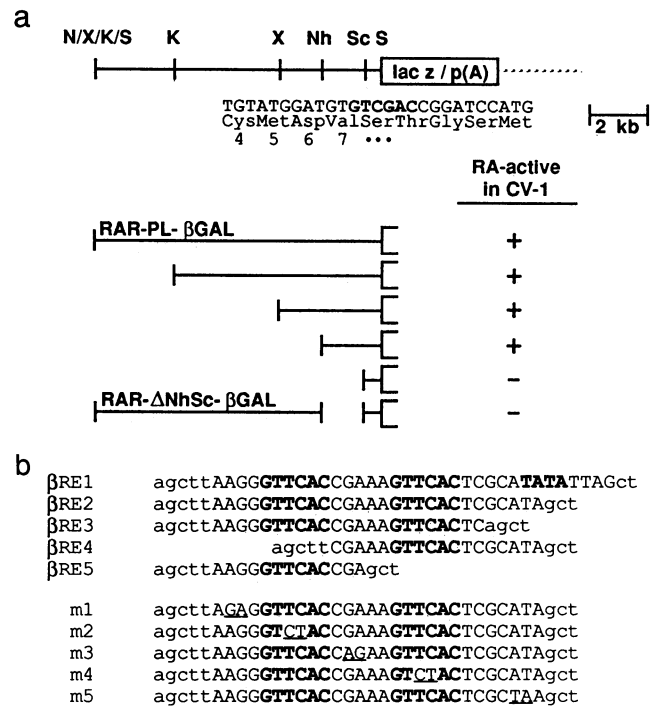 a
N/X/K/S K X Nh Sc S
lac z / p(A)
TGTATGGATGTGTCGACCGGATCCATG
CysMetAspValSerThrGlySerMet
4 5 6 7 •••
2 kb
RA-active
in CV-1
RAR-PL- βGAL
+
+
+
+
–
RAR-ΔNhSc- βGAL
–
b
βRE1 agcttAAGGGTTCACCGAAAGTTCACTCGCATATATTAGct
βRE2 agcttAAGGGTTCACCGAAAGTTCACTCGCATAgct
βRE3 agcttAAGGGTTCACCGAAAGTTCACTCagct
βRE4 agcttCGAAAGTTCACTCGCATAgct
βRE5 agcttAAGGGTTCACCGAgct
m1 agcttAGAGGTTCACCGAAAGTTCACTCGCATAgct
m2 agcttAAGGGTCTACCGAAAGTTCACTCGCATAgct
m3 agcttAAGGGTTCACCAGAAGTTCACTCGCATAgct
m4 agcttAAGGGTTCACCGAAAGTCTACTCGCATAgct
m5 agcttAAGGGTTCACCGAAAGTTCACTCGCTAAgct